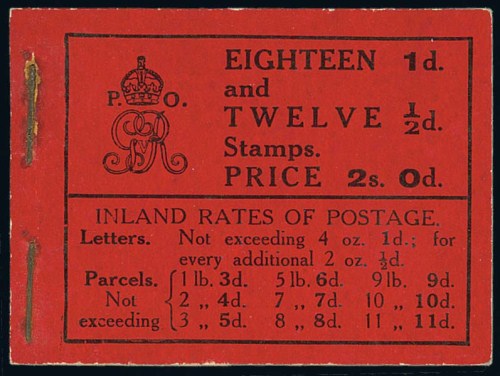 P. O.
GvR
EIGHTEEN 1d.
and
TWELVE ½d.
Stamps.
PRICE 2s. 0d.
INLAND RATES OF POSTAGE.
Letters. Not exceeding 4 oz. 1d.; for
every additional 2 oz. ½d.
Parcels. 1 lb. 3d. 5 lb. 6d. 9 lb. 9d.
Not 2 „ 4d. 7 „ 7d. 10 „ 10d.
exceeding 3 „ 5d. 8 „ 8d. 11 „ 11d.